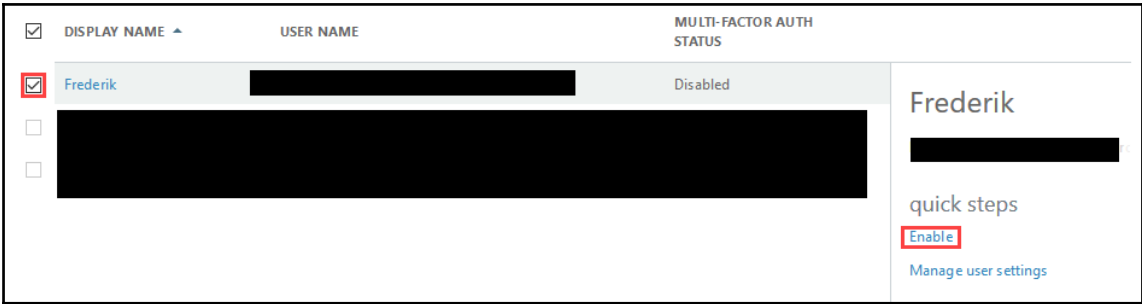 DISPLAY NAME
USER NAME
MULTI-FACTOR AUTH
STATUS
Frederik
Disabled
Frederik
quick steps
Enable
Manage user settings